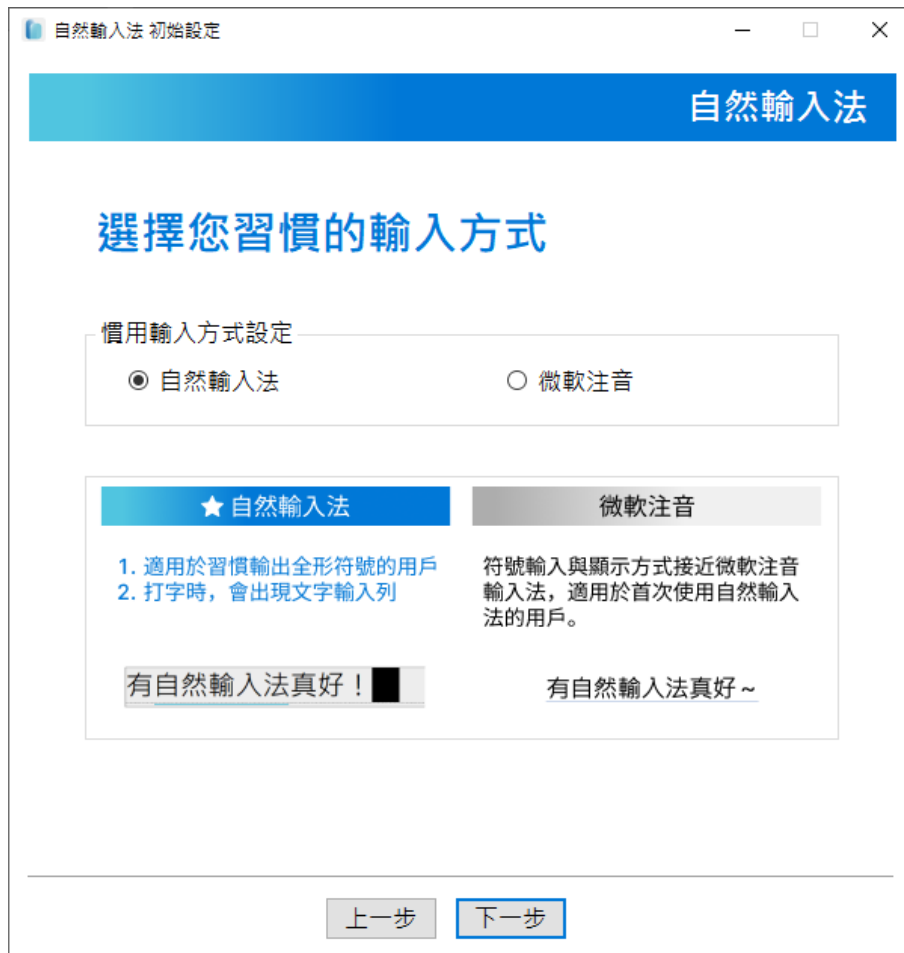 自然輸入法 初始設定
自然輸入法
選擇您習慣的輸入方式
慣用輸入方式設定
自然輸入法
微軟注音
★自然輸入法
1. 適用於習慣輸出全形符號的用戶
2. 打字時，會出現文字輸入列
有自然輸入法真好！
微軟注音
符號輸入與顯示方式接近微軟注音
輸入法，適用於首次使用自然輸入
法的用戶。
有自然輸入法真好~
上一步
下一步